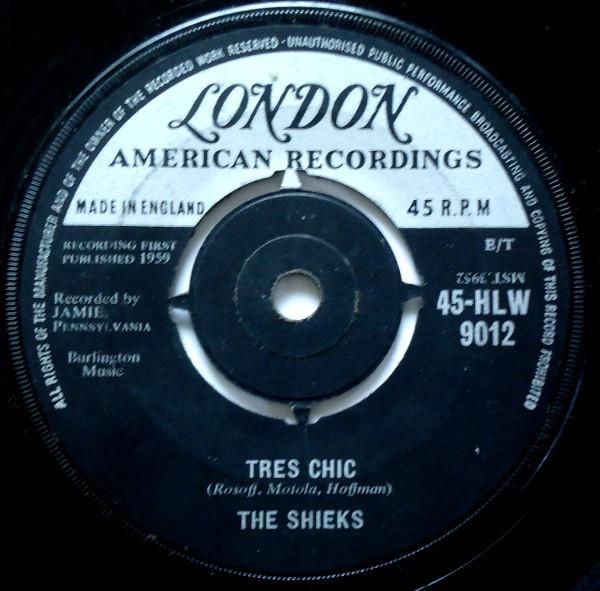 ALL RIGHTS OF THE MANUFACTURER AND OF THE OWNER OF THE RECORDED WORK RESERVED · UNAUTHORISED PUBLIC PERFORMANCE BROADCASTING AND COPYING OF THIS RECORD PROHIBITED
LONDON
AMERICAN RECORDINGS
MADE IN ENGLAND
45 R.P.M
RECORDING FIRST
PUBLISHED 1959
E/T
MST.3952
Recorded by
JAMIE,
PENNSYLVANIA
45-HLW
9012
Burlington
Music
TRES CHIC
(Rosoff, Motola, Hoffman)
THE SHIEKS